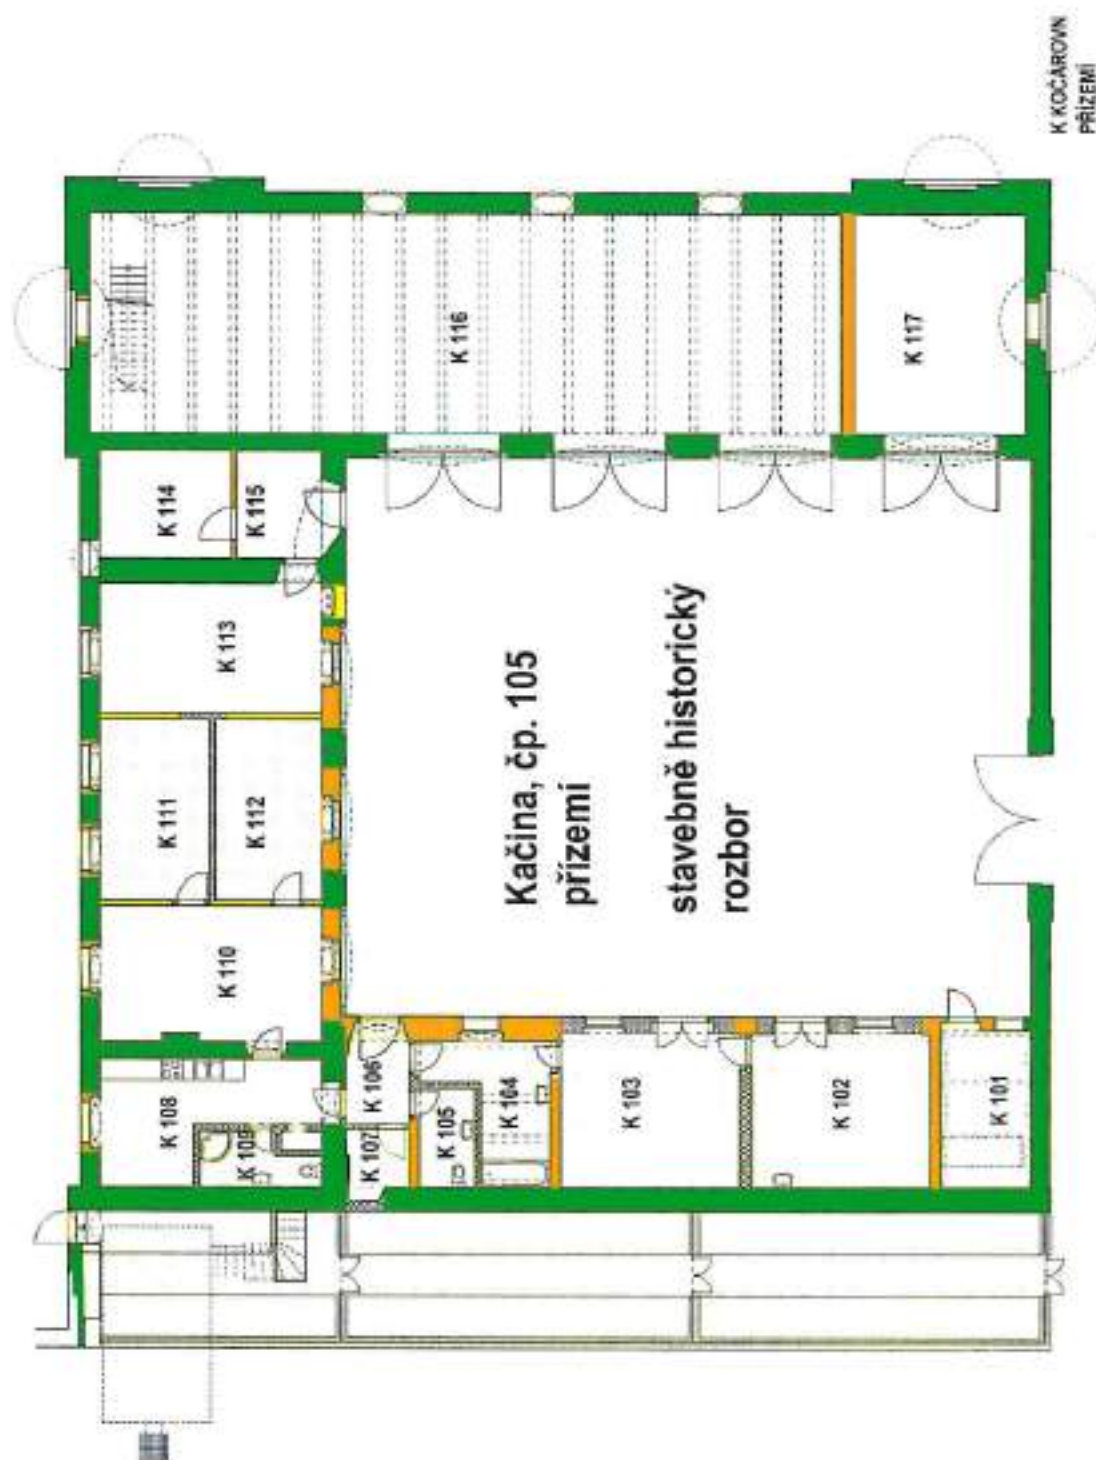 K KOČÁROVN
PŘÍZEMÍ
K 116
K 117
K 114
K 115
K 113
K 111
K 112
K 110
K 108
K 109
K 106
K 107
K 105
K 104
K 103
K 102
K 101
Kačina, čp. 105
přízemí
stavebně historický
rozbor